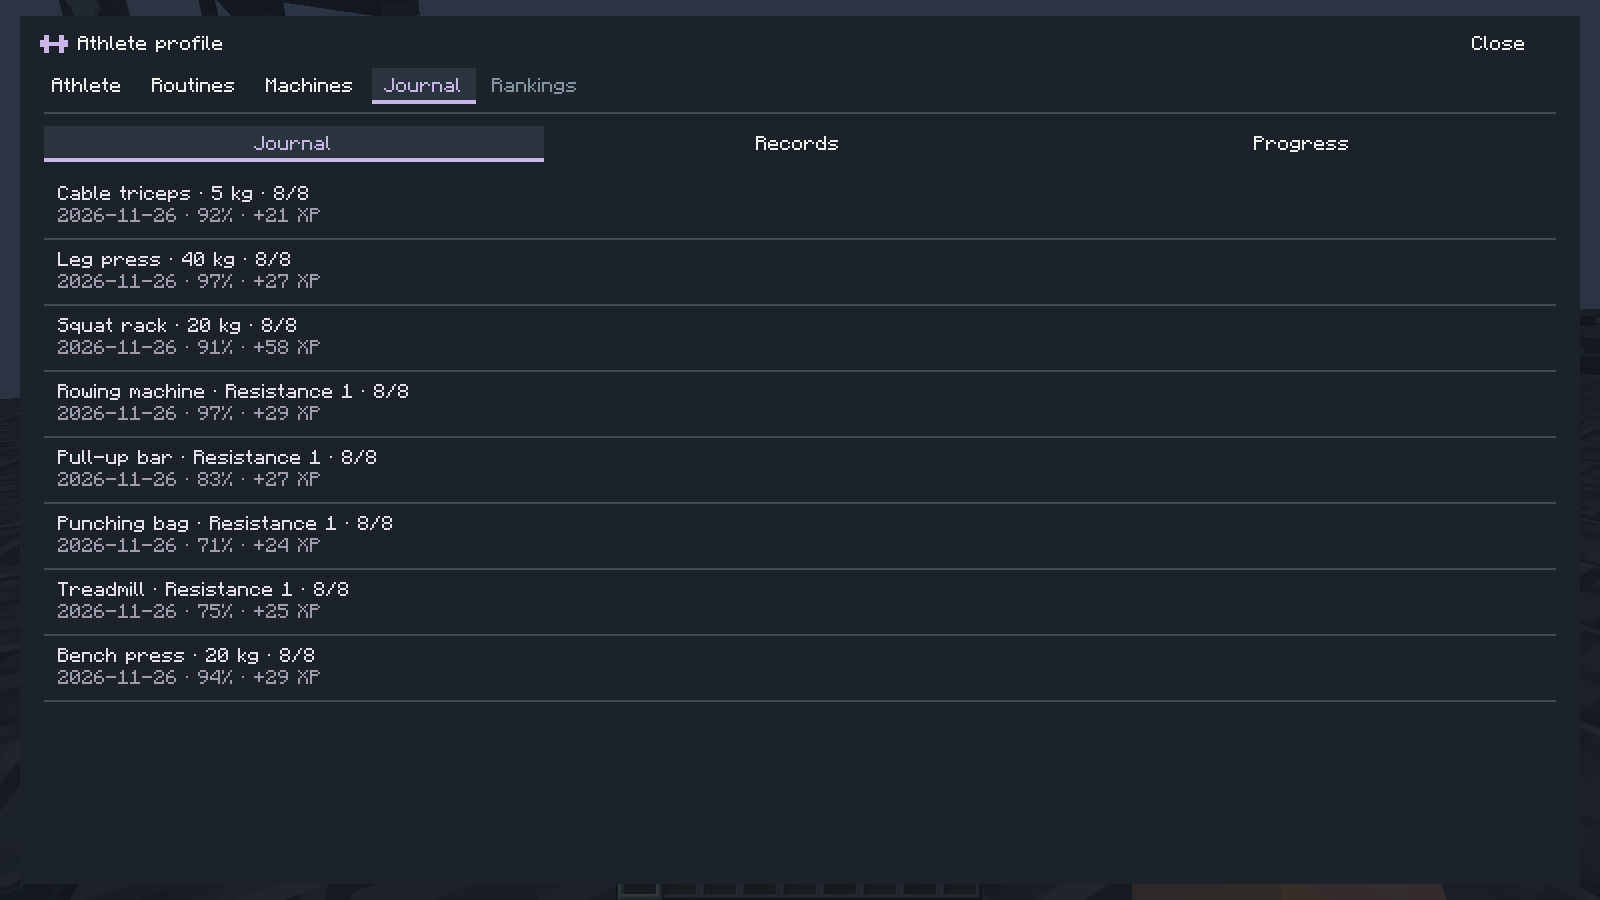 Athlete profile
Close
Athlete Routines Machines Journal Rankings
Journal Records Progress
Cable triceps · 5 kg · 8/8
2026-11-26 · 92% · +21 XP
Leg press · 40 kg · 8/8
2026-11-26 · 97% · +27 XP
Squat rack · 20 kg · 8/8
2026-11-26 · 91% · +58 XP
Rowing machine · Resistance 1 · 8/8
2026-11-26 · 97% · +29 XP
Pull-up bar · Resistance 1 · 8/8
2026-11-26 · 83% · +27 XP
Punching bag · Resistance 1 · 8/8
2026-11-26 · 71% · +24 XP
Treadmill · Resistance 1 · 8/8
2026-11-26 · 75% · +25 XP
Bench press · 20 kg · 8/8
2026-11-26 · 94% · +29 XP